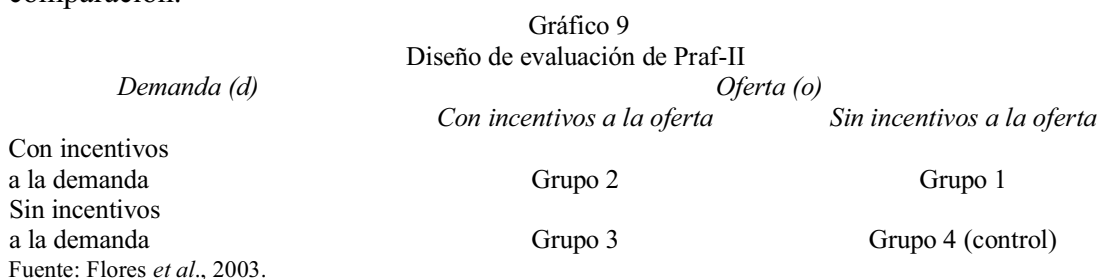 comparación.
Gráfico 9
Diseño de evaluación de Praf-II
Demanda (d) Oferta (o)
Con incentivos a la oferta Sin incentivos a la oferta
Con incentivos
a la demanda Grupo 2 Grupo 1
Sin incentivos
a la demanda Grupo 3 Grupo 4 (control)
Fuente: Flores et al., 2003.